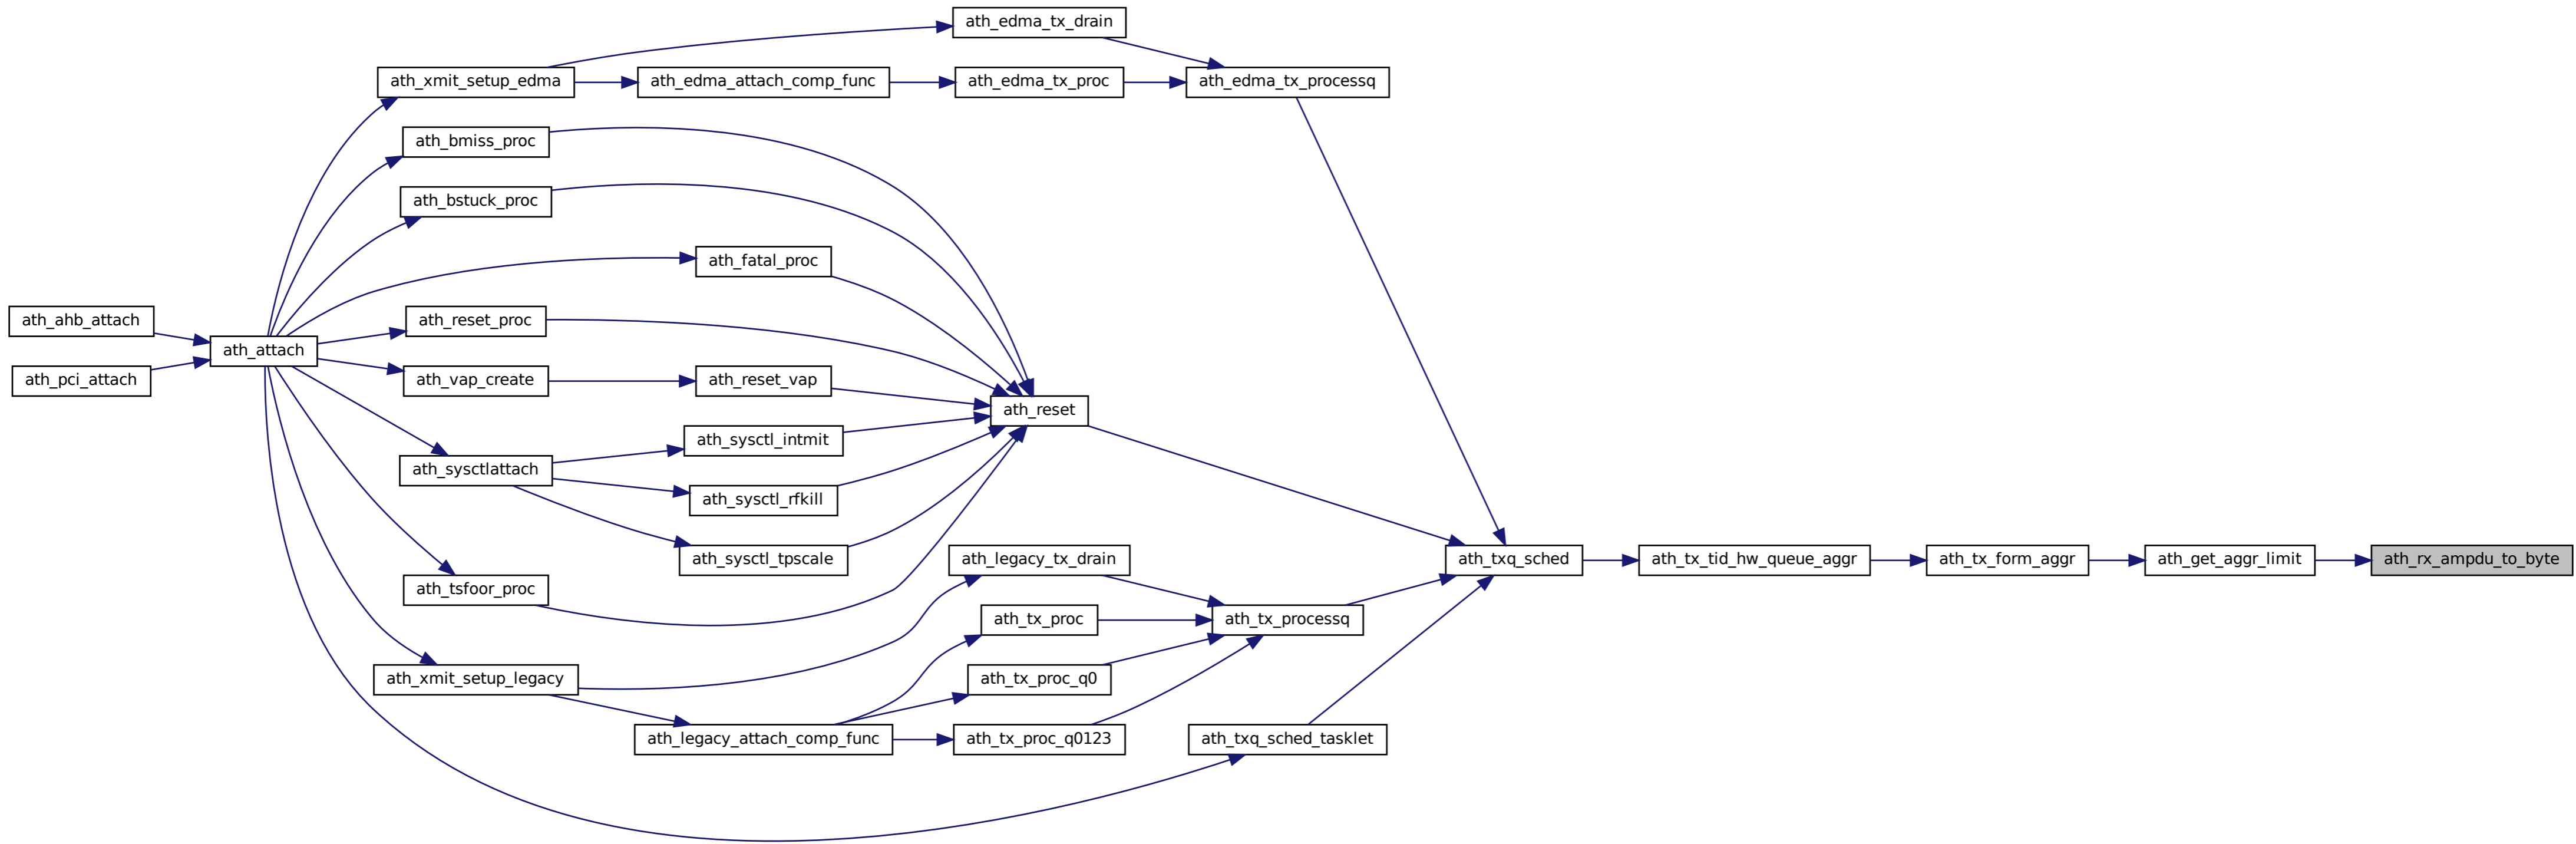 ath_edma_tx_drain
ath_xmit_setup_edma
ath_edma_attach_comp_func
ath_edma_tx_proc
ath_edma_tx_processq
ath_bmiss_proc
ath_bstuck_proc
ath_fatal_proc
ath_ahb_attach
ath_reset_proc
ath_attach
ath_pci_attach
ath_vap_create
ath_reset_vap
ath_reset
ath_sysctl_intmit
ath_sysctlattach
ath_sysctl_rfkill
ath_sysctl_tpscale
ath_legacy_tx_drain
ath_txq_sched
ath_tx_tid_hw_queue_aggr
ath_tx_form_aggr
ath_get_aggr_limit
ath_rx_ampdu_to_byte
ath_tsfoor_proc
ath_tx_proc
ath_tx_processq
ath_xmit_setup_legacy
ath_tx_proc_q0
ath_legacy_attach_comp_func
ath_tx_proc_q0123
ath_txq_sched_tasklet